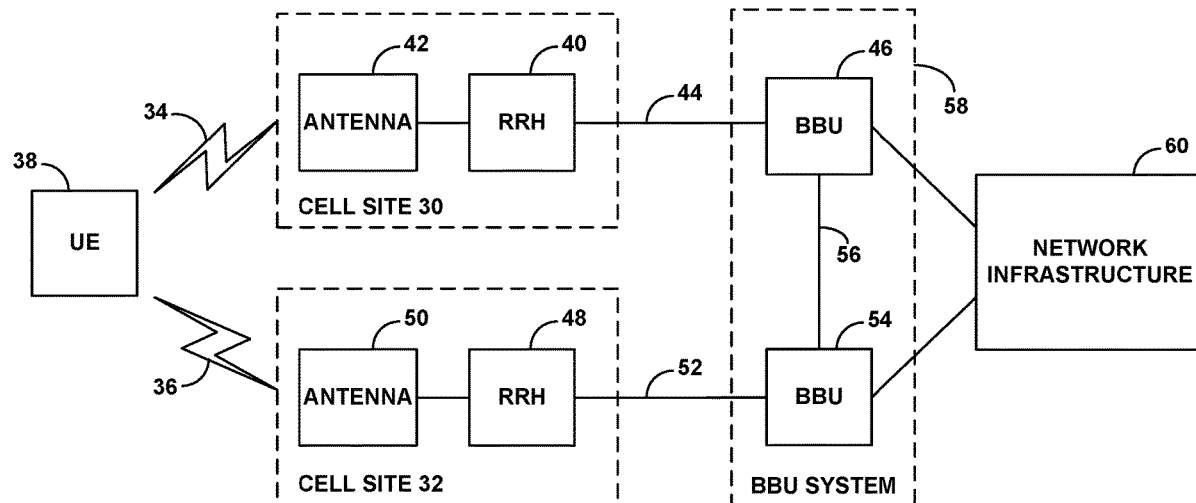 42
40
46
34
ANTENNA
RRH
44
BBU
58
38
60
UE
CELL SITE 30
56
NETWORK
INFRASTRUCTURE
50
48
54
36
ANTENNA
RRH
52
BBU
CELL SITE 32
BBU SYSTEM